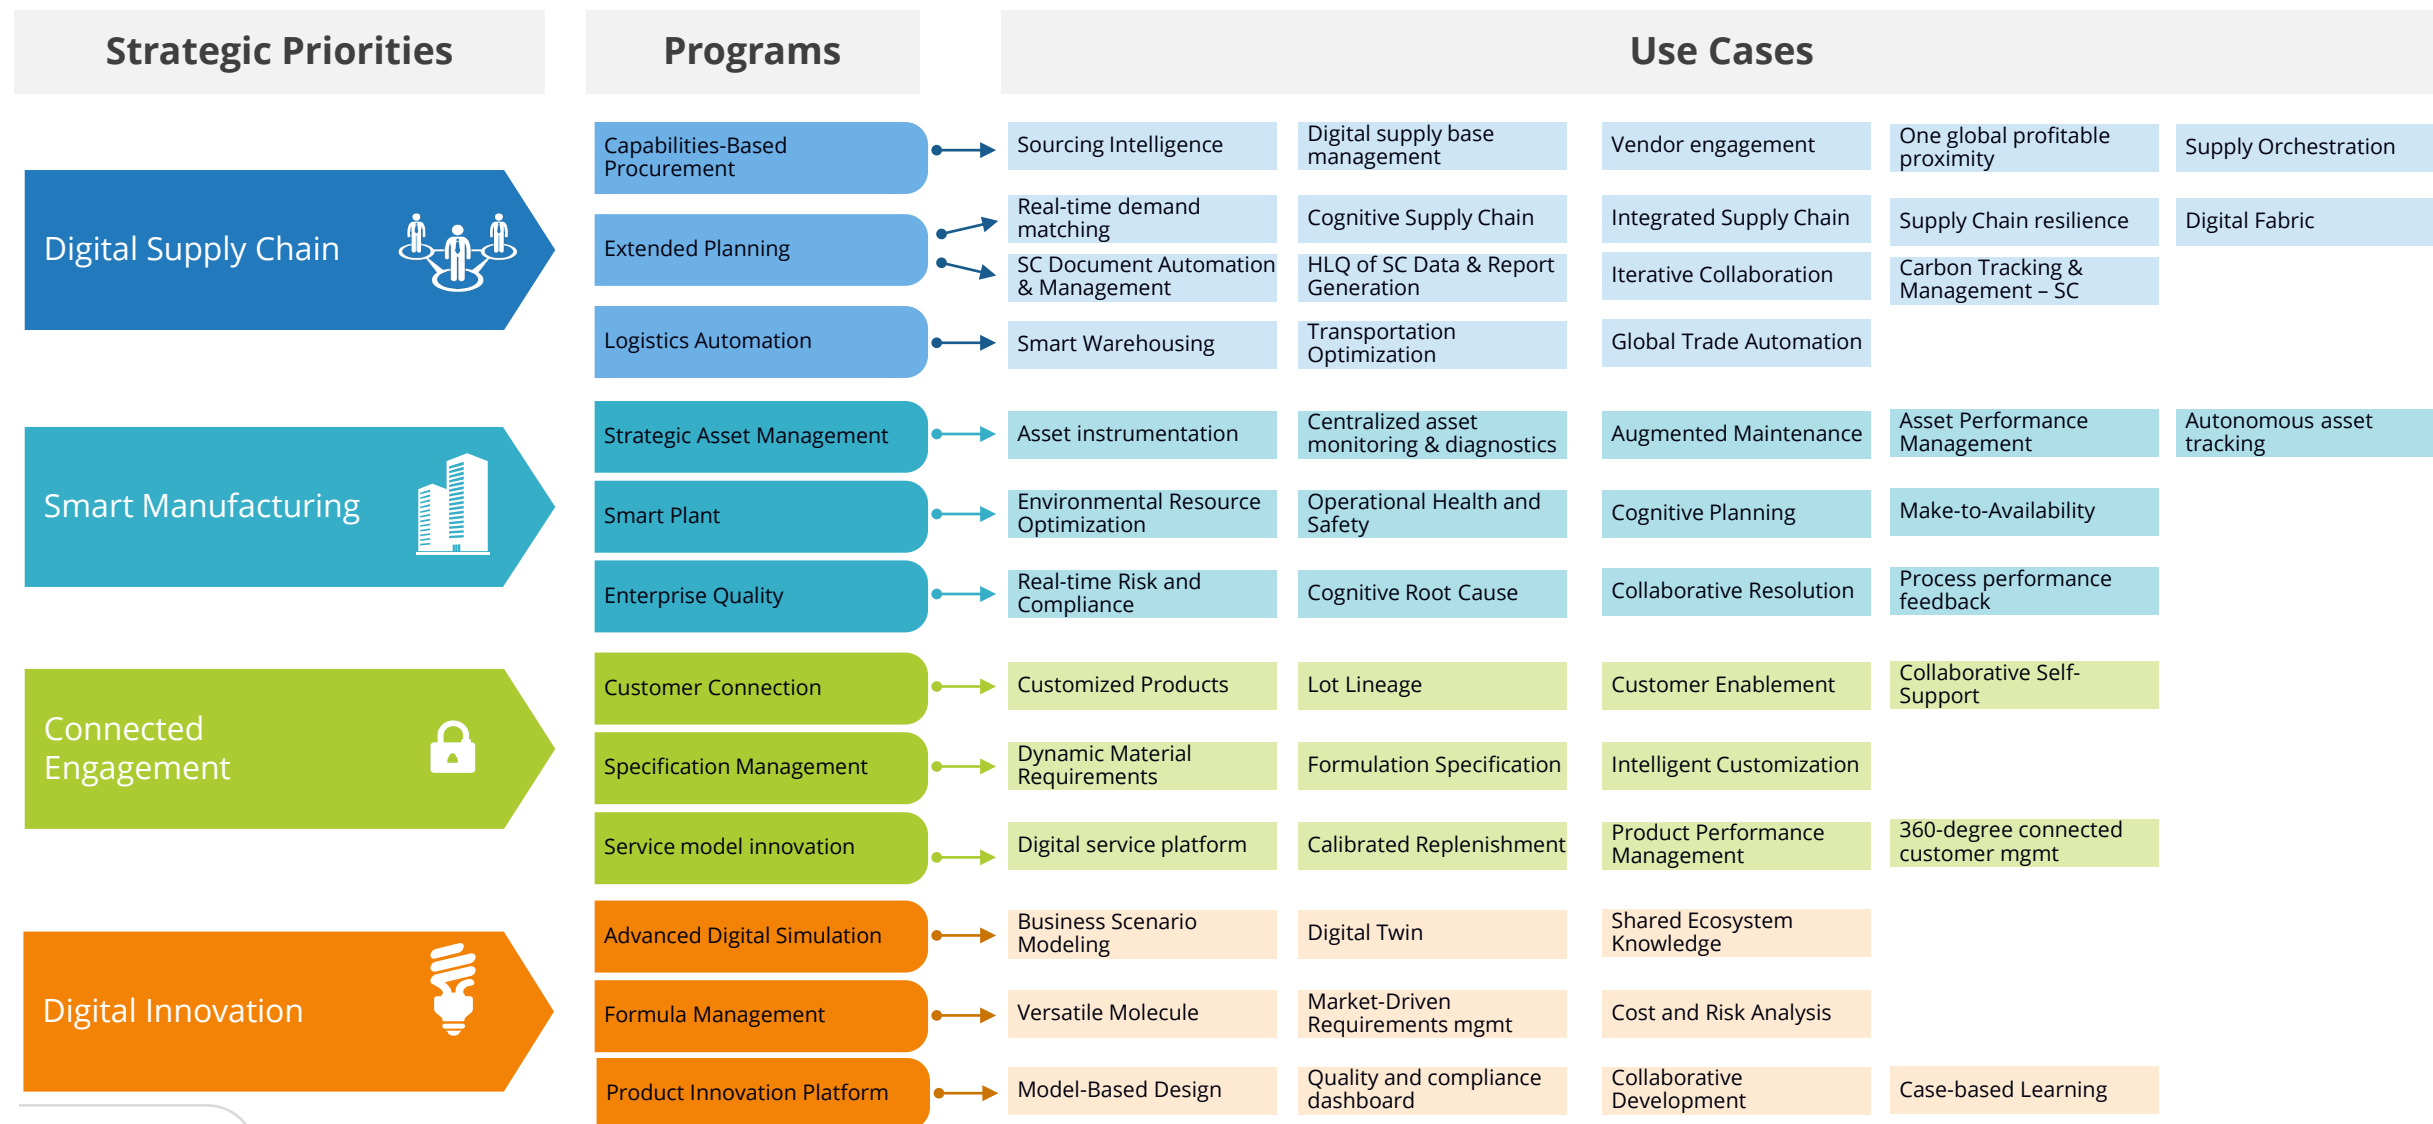 Strategic Priorities
Programs
Use Cases
Digital Supply Chain
Capabilities-Based
Procurement
Sourcing Intelligence
Digital supply base
management
Vendor engagement
One global profitable
proximity
Supply Orchestration
Extended Planning
Real-time demand
matching
Cognitive Supply Chain
Integrated Supply Chain
Supply Chain resilience
Digital Fabric
SC Document Automation
& Management
HLQ of SC Data & Report
Generation
Iterative Collaboration
Carbon Tracking &
Management – SC
Logistics Automation
Smart Warehousing
Transportation
Optimization
Global Trade Automation
Smart Manufacturing
Strategic Asset Management
Asset instrumentation
Centralized asset
monitoring & diagnostics
Augmented Maintenance
Asset Performance
Management
Autonomous asset
tracking
Smart Plant
Environmental Resource
Optimization
Operational Health and
Safety
Cognitive Planning
Make-to-Availability
Enterprise Quality
Real-time Risk and
Compliance
Cognitive Root Cause
Collaborative Resolution
Process performance
feedback
Connected
Engagement
Customer Connection
Customized Products
Lot Lineage
Customer Enablement
Collaborative Self-
Support
Specification Management
Dynamic Material
Requirements
Formulation Specification
Intelligent Customization
Service model innovation
Digital service platform
Calibrated Replenishment
Product Performance
Management
360-degree connected
customer mgmt
Digital Innovation
Advanced Digital Simulation
Business Scenario
Modeling
Digital Twin
Shared Ecosystem
Knowledge
Formula Management
Versatile Molecule
Market-Driven
Requirements mgmt
Cost and Risk Analysis
Product Innovation Platform
Model-Based Design
Quality and compliance
dashboard
Collaborative
Development
Case-based Learning